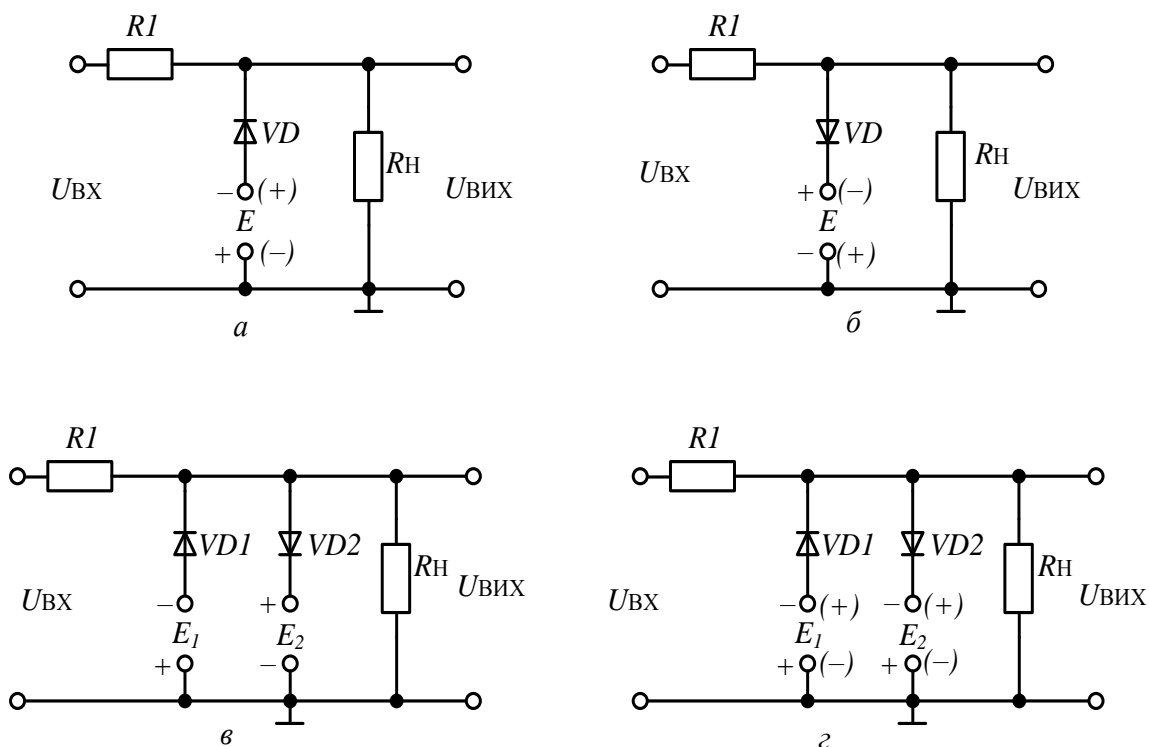 R1 R1
VD RН VD RН
UВХ − (+) UВИХ UВХ + (−) UВИХ
E E
+ (−) − (+)
а б
R1 R1
VD1 VD2 RН VD1 VD2 RН
UВХ − + UВИХ UВХ − (+) − (+) UВИХ
E1 E2 E1 E2
+ − + (−) + (−)
в г